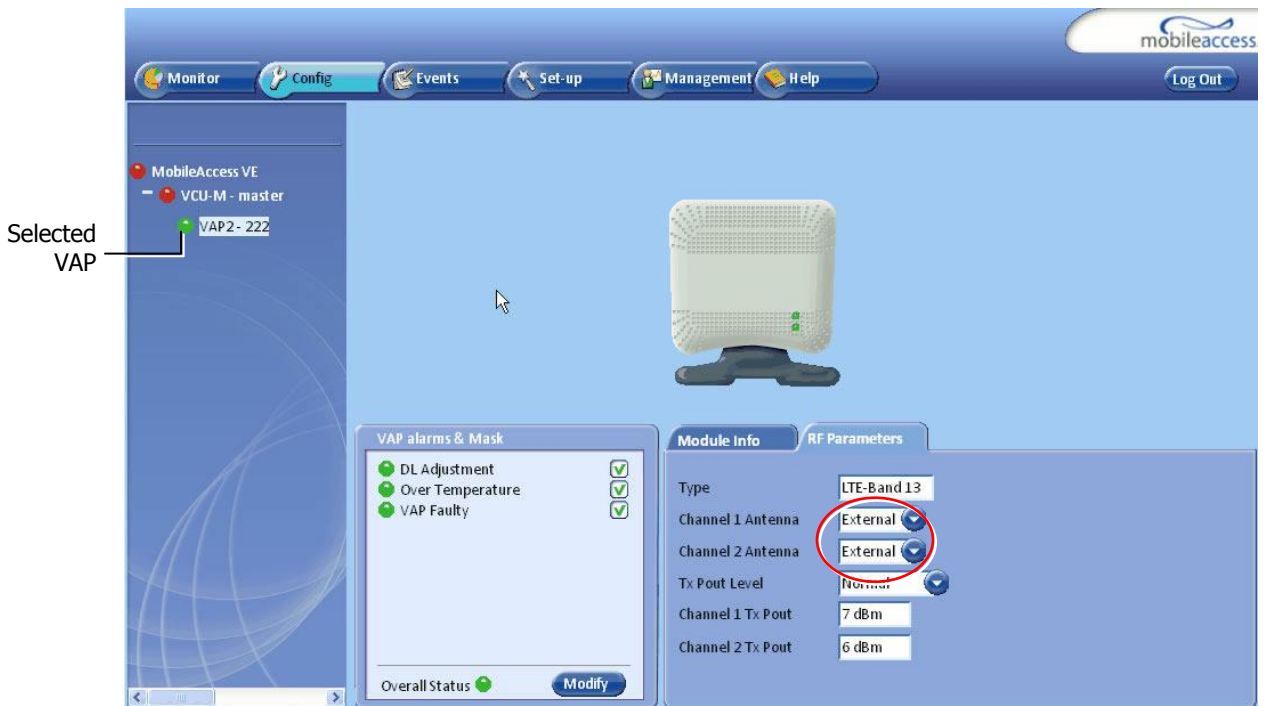 mobileaccess
Monitor
Config
Events
Set-up
Management
Help
Log Out
MobileAccess VE
VCU-M - master
VAP2- 222
Selected
VAP
VAP alarms & Mask
DL Adjustment
Over Temperature
VAP Faulty
Overall Status
Modify
Module Info
RF Parameters
Type LTE-Band 13
Channel 1 Antenna External
Channel 2 Antenna External
Tx Pout Level Normal
Channel 1 Tx Pout 7 dBm
Channel 2 Tx Pout 6 dBm